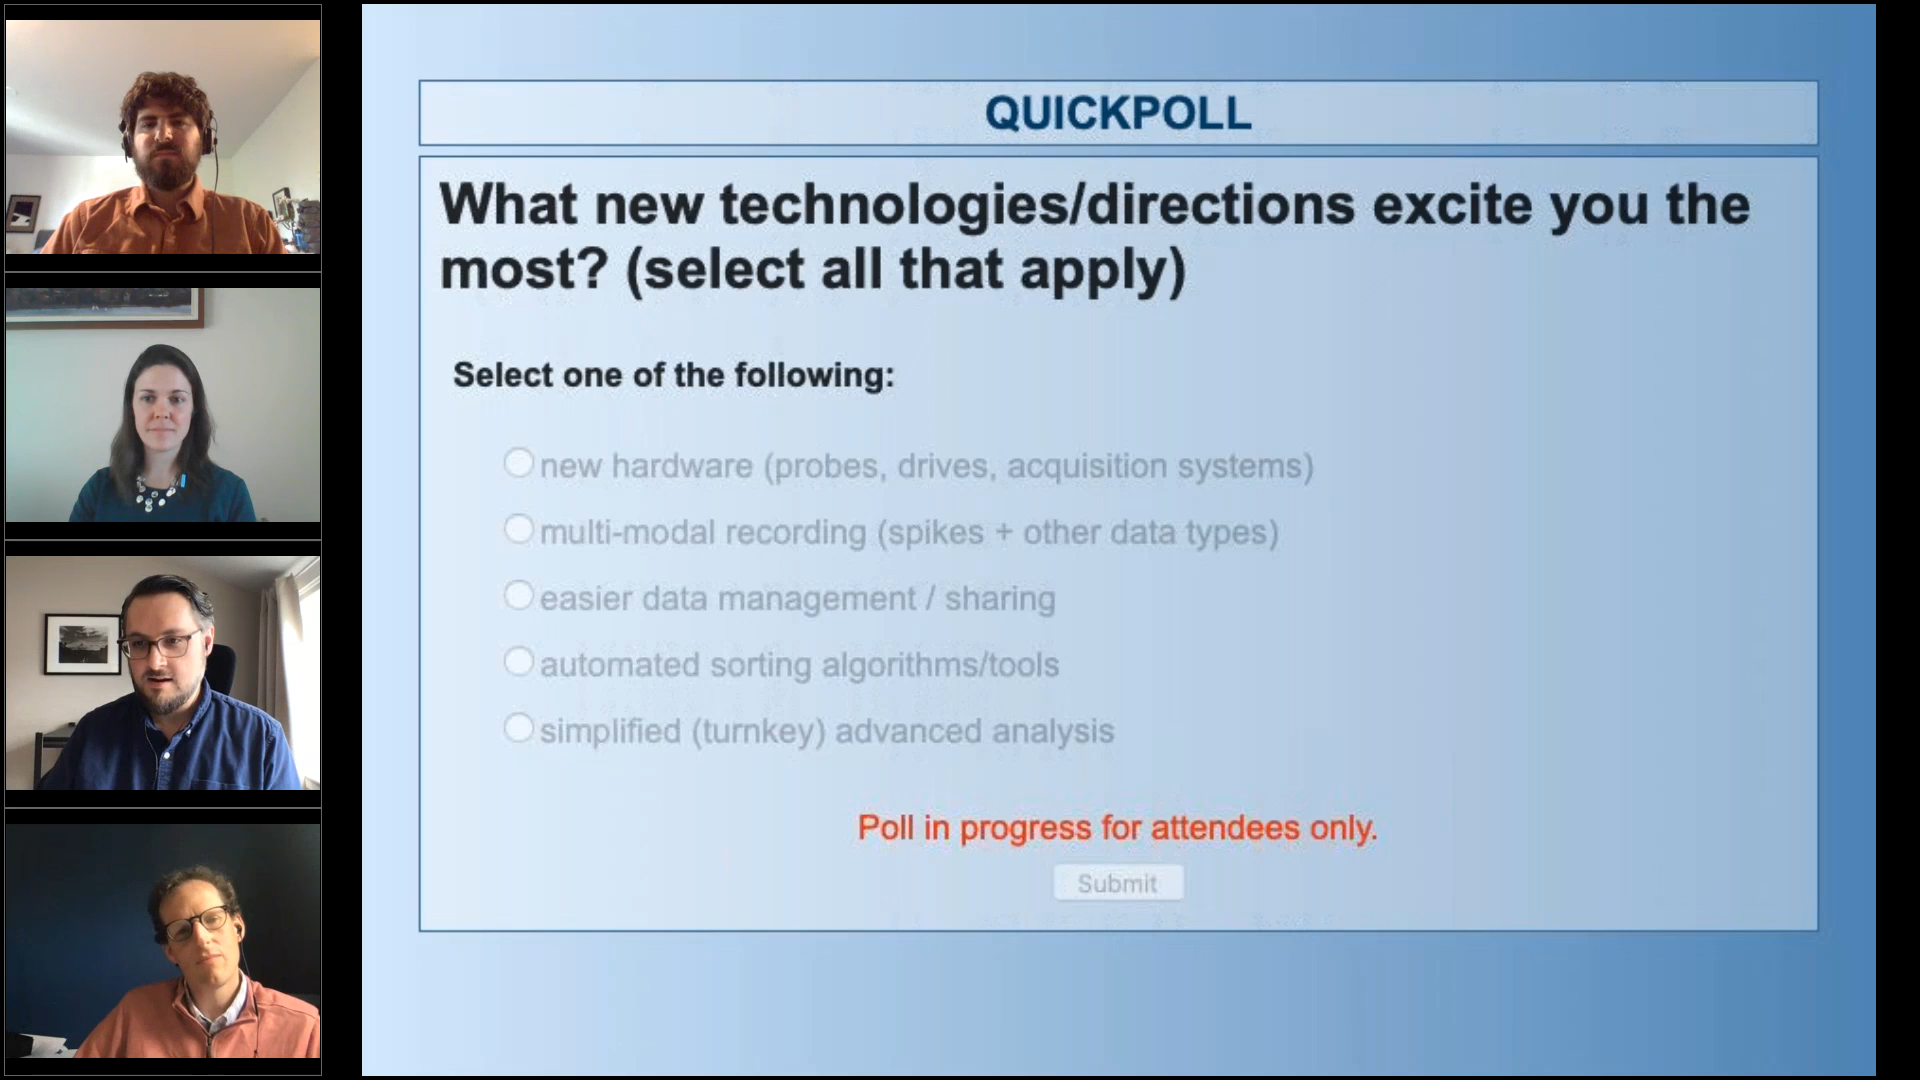 QUICKPOLL
What new technologies/directions excite you the
most? (select all that apply)
Select one of the following:
new hardware (probes, drives, acquisition systems)
multi-modal recording (spikes + other data types)
easier data management / sharing
automated sorting algorithms/tools
simplified (turnkey) advanced analysis
Poll in progress for attendees only.
Submit